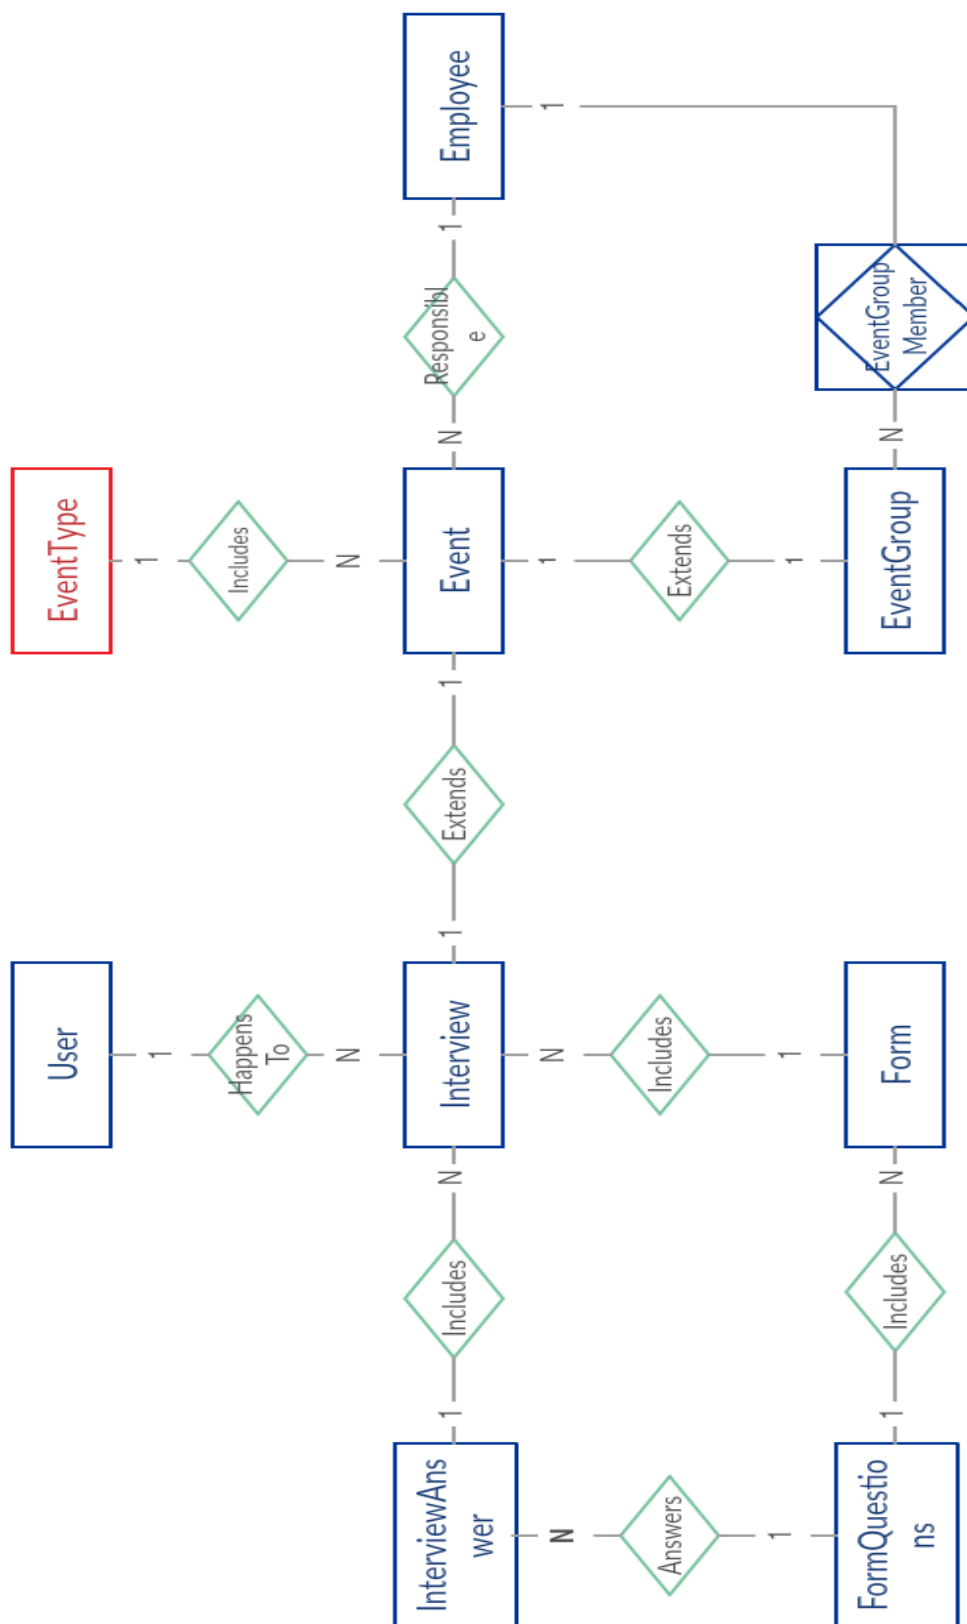 User
EventType
1
1
Happens
To
Includes
N
N
InterviewAns
wer
1
Includes
N
Interview
1
Extends
1
Event
N
Responsibl
e
1
Employee
N
N
1
1
Answers
Includes
Extends
1
1
1
FormQuestio
ns
1
Includes
N
Form
EventGroup
N
EventGroup
Member